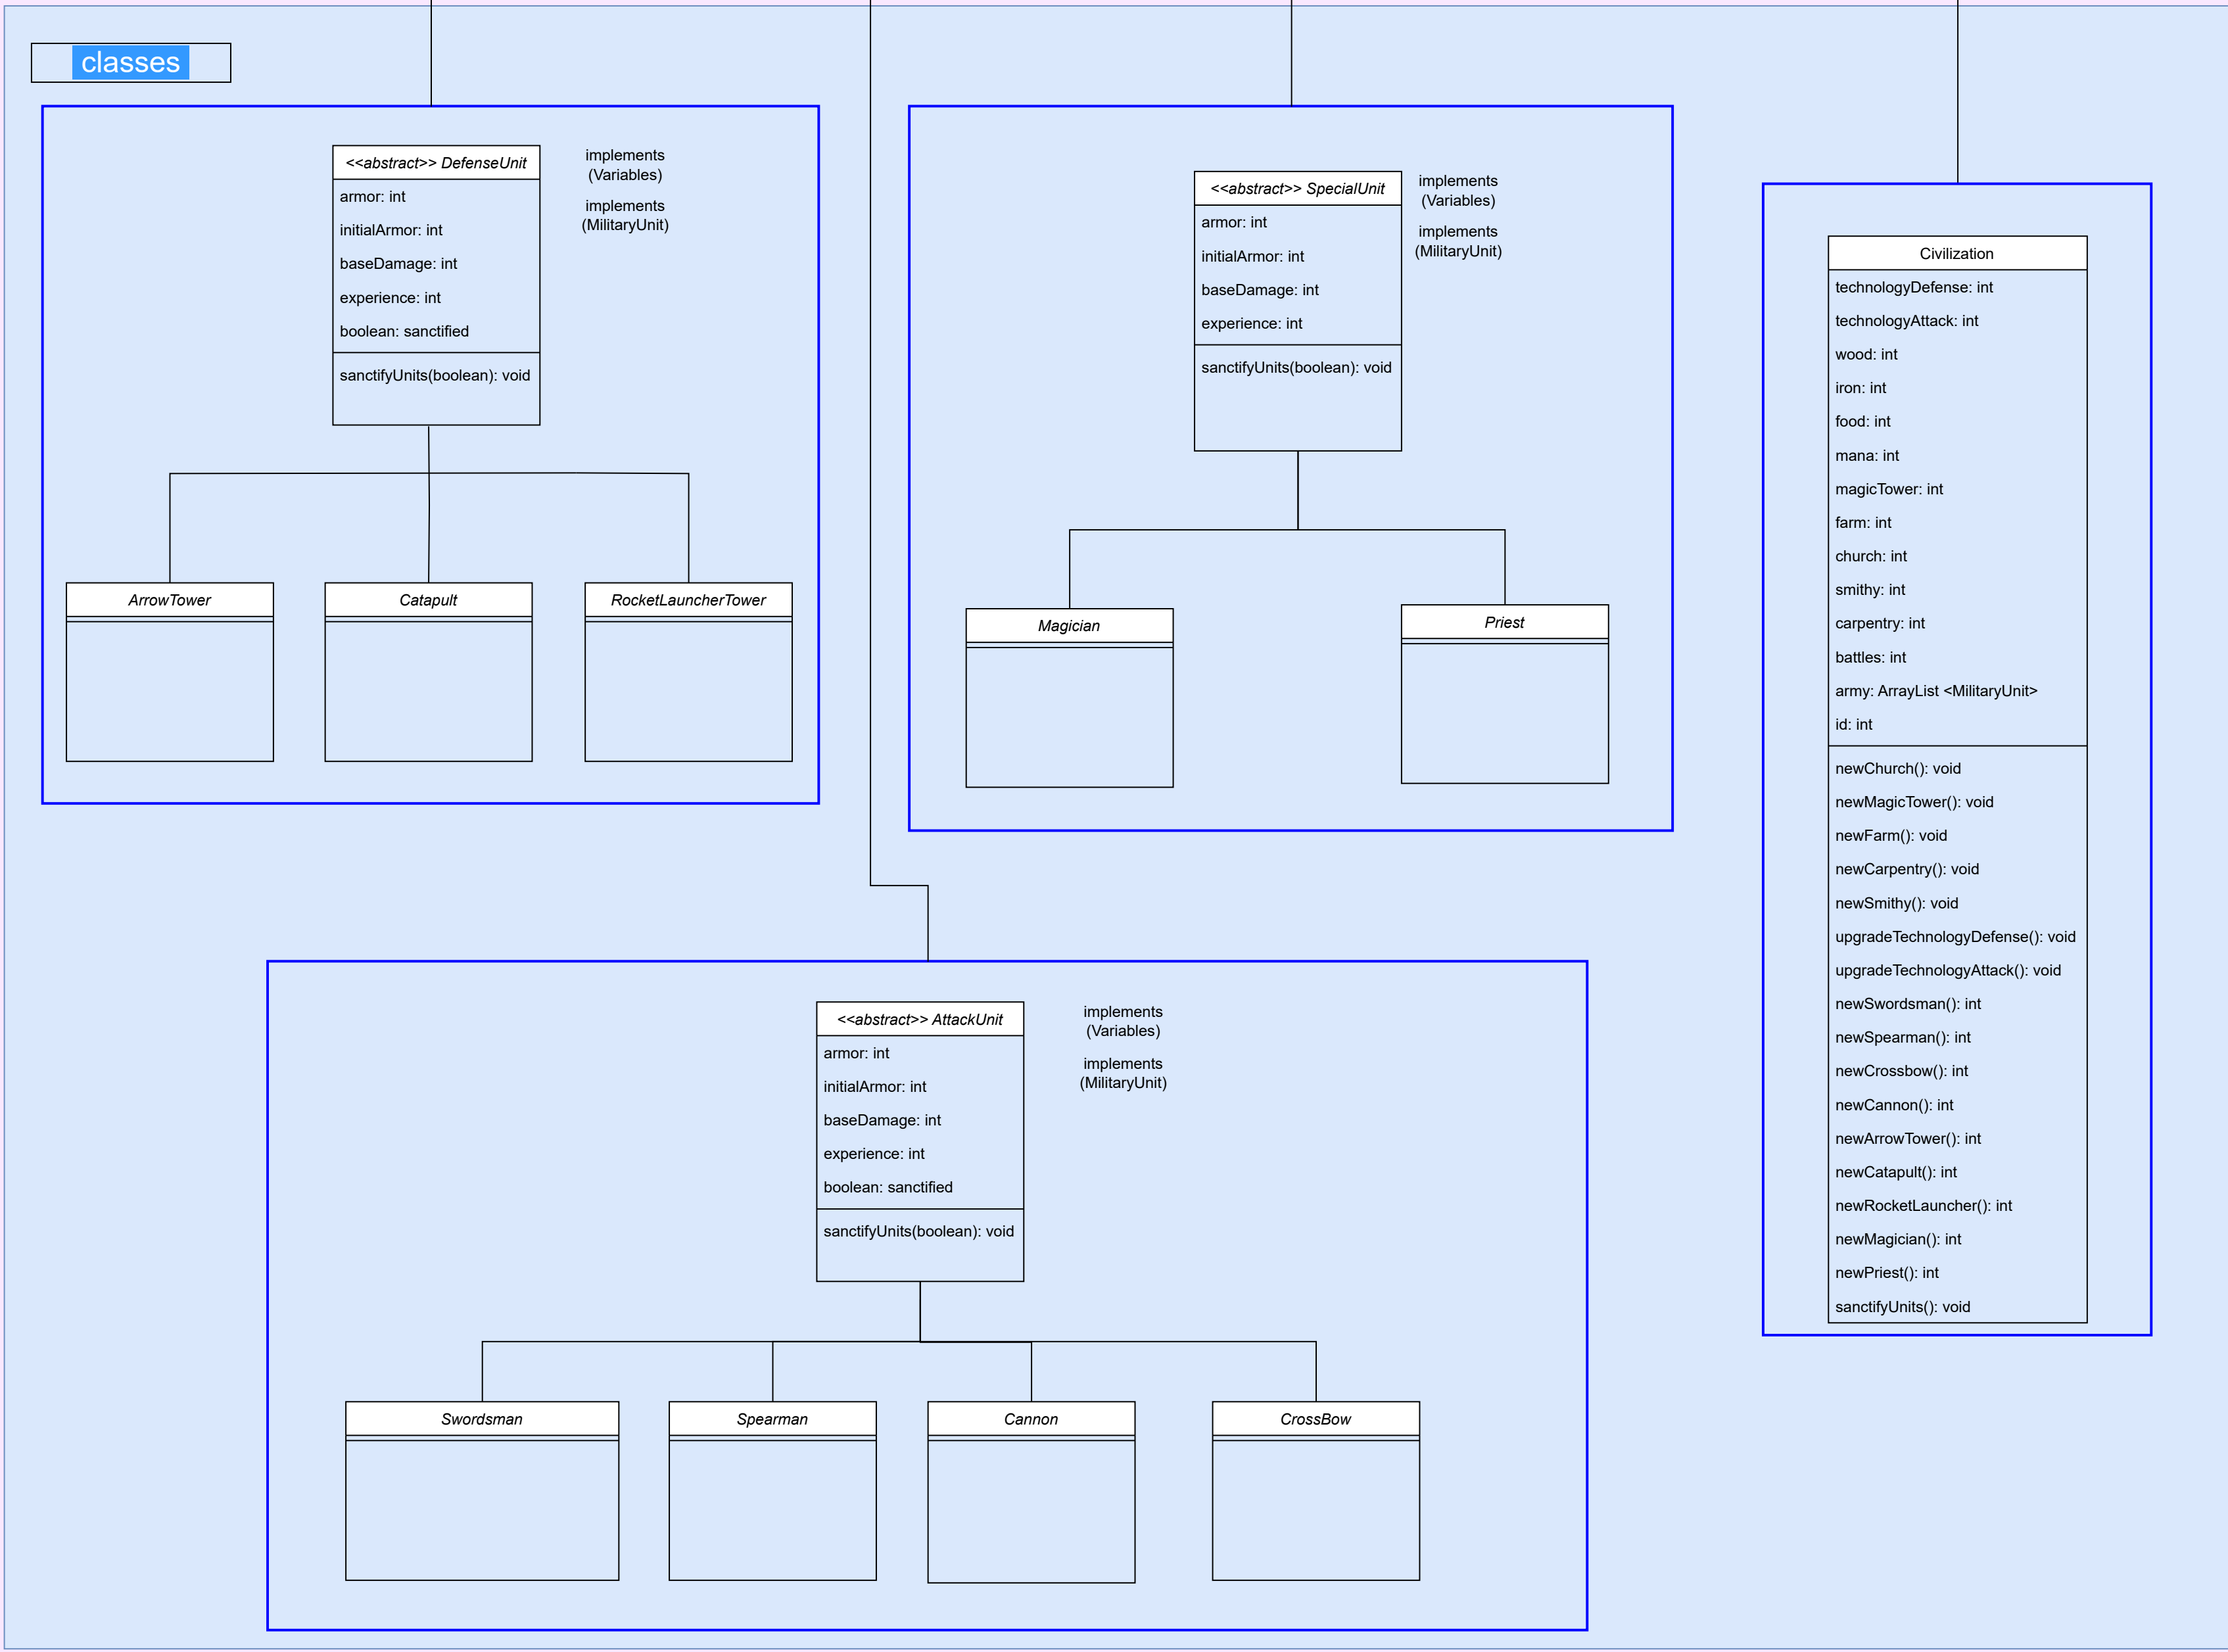 classes
<<abstract>> DefenseUnit
armor: int
initialArmor: int
baseDamage: int
experience: int
boolean: sanctified
sanctifyUnits(boolean): void
implements
(Variables)
implements
(MilitaryUnit)
ArrowTower
Catapult
RocketLauncherTower
<<abstract>> SpecialUnit
armor: int
initialArmor: int
baseDamage: int
experience: int
sanctifyUnits(boolean): void
implements
(Variables)
implements
(MilitaryUnit)
Magician
Priest
Civilization
technologyDefense: int
technologyAttack: int
wood: int
iron: int
food: int
mana: int
magicTower: int
farm: int
church: int
smithy: int
carpentry: int
battles: int
army: ArrayList <MilitaryUnit>
id: int
newChurch(): void
newMagicTower(): void
newFarm(): void
newCarpentry(): void
newSmithy(): void
upgradeTechnologyDefense(): void
upgradeTechnologyAttack(): void
newSwordsman(): int
newSpearman(): int
newCrossbow(): int
newCannon(): int
newArrowTower(): int
newCatapult(): int
newRocketLauncher(): int
newMagician(): int
newPriest(): int
sanctifyUnits(): void
<<abstract>> AttackUnit
armor: int
initialArmor: int
baseDamage: int
experience: int
boolean: sanctified
sanctifyUnits(boolean): void
implements
(Variables)
implements
(MilitaryUnit)
Swordsman
Spearman
Cannon
CrossBow